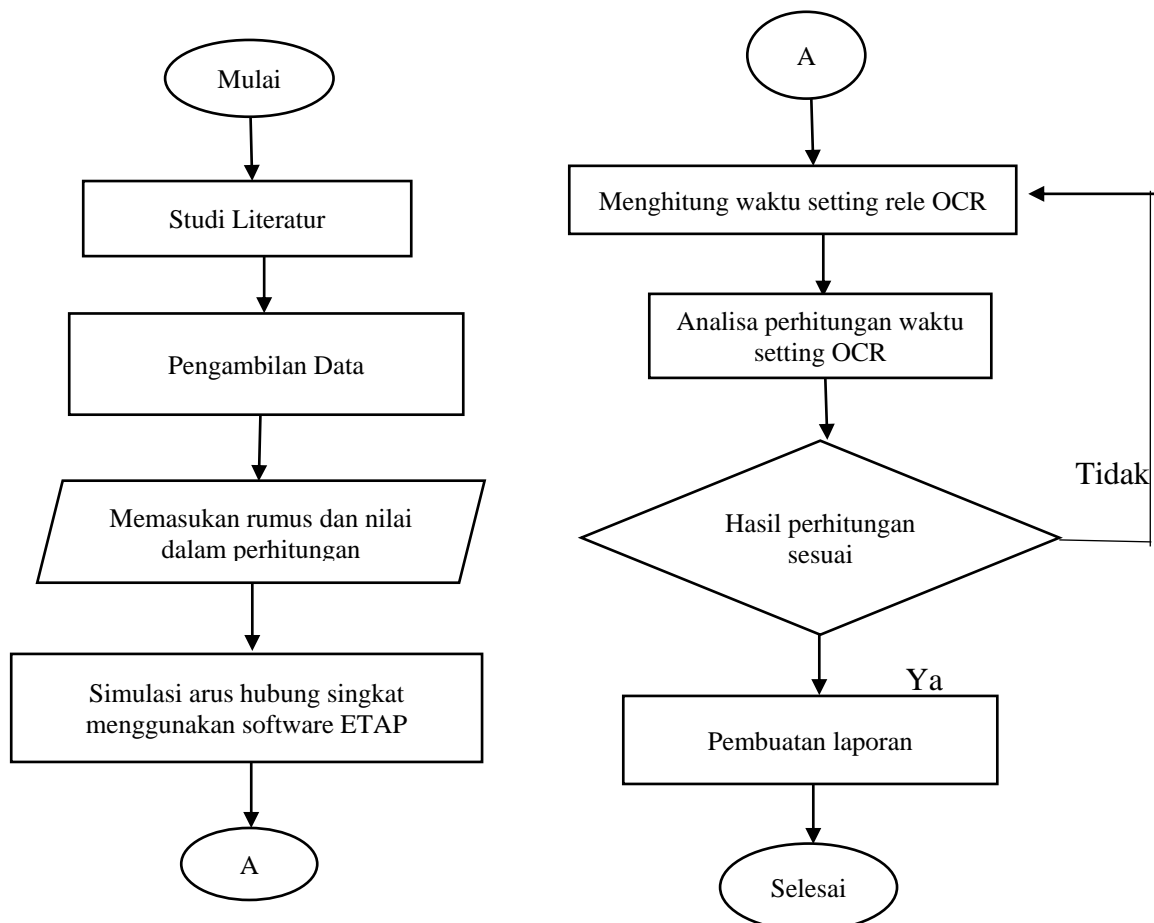 Mulai
Studi Literatur
Pengambilan Data
Memasukan rumus dan nilai
dalam perhitungan
Simulasi arus hubung singkat
menggunakan software ETAP
A
A
Menghitung waktu setting rele OCR
Analisa perhitungan waktu
setting OCR
Hasil perhitungan
sesuai
Tidak
Ya
Pembuatan laporan
Selesai